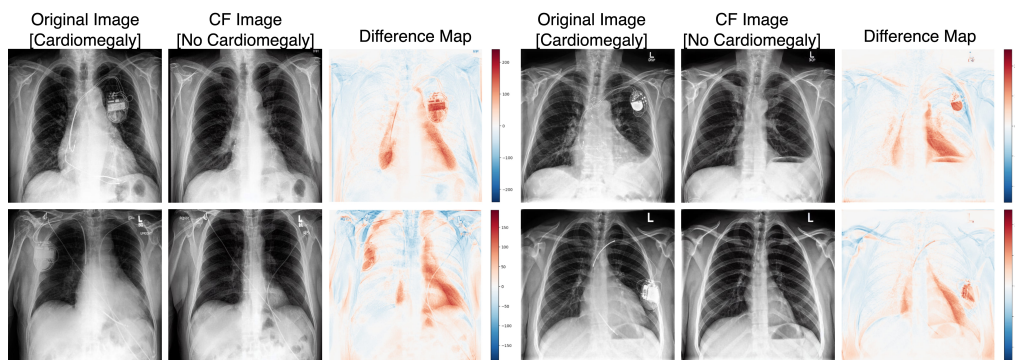 Original Image
[Cardiomegaly]
CF Image
[No Cardiomegaly]
Difference Map
Original Image
[Cardiomegaly]
CF Image
[No Cardiomegaly]
Difference Map
200
100
0
-100
-200
L
L
150
100
50
0
-50
-100
-150
L
L
L
L